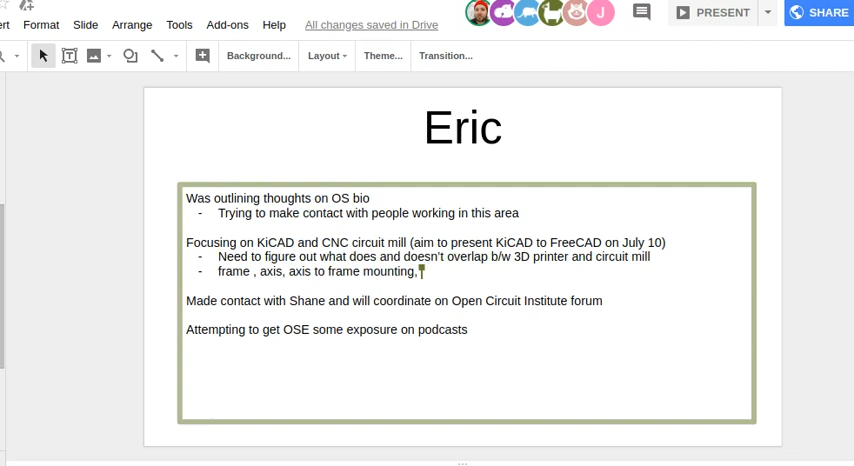 ert Format Slide Arrange Tools Add-ons Help All changes saved in Drive
J PRESENT SHARE
Background... Layout Theme... Transition...
Eric
Was outlining thoughts on OS bio
- Trying to make contact with people working in this area
Focusing on KiCAD and CNC circuit mill (aim to present KiCAD to FreeCAD on July 10)
- Need to figure out what does and doesn't overlap b/w 3D printer and circuit mill
- frame , axis, axis to frame mounting,
Made contact with Shane and will coordinate on Open Circuit Institute forum
Attempting to get OSE some exposure on podcasts